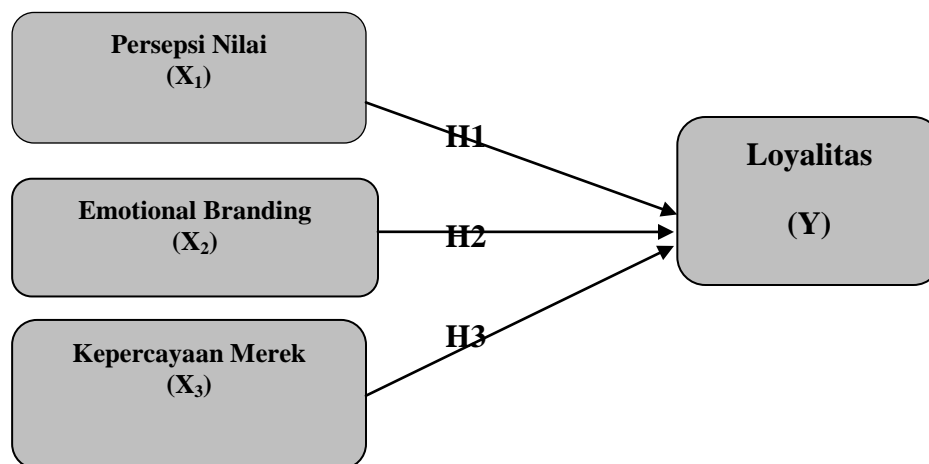 Persepsi Nilai
(X₁)
H1
Emotional Branding
(X₂)
H2
Kepercayaan Merek
(X₃)
H3
Loyalitas
(Y)